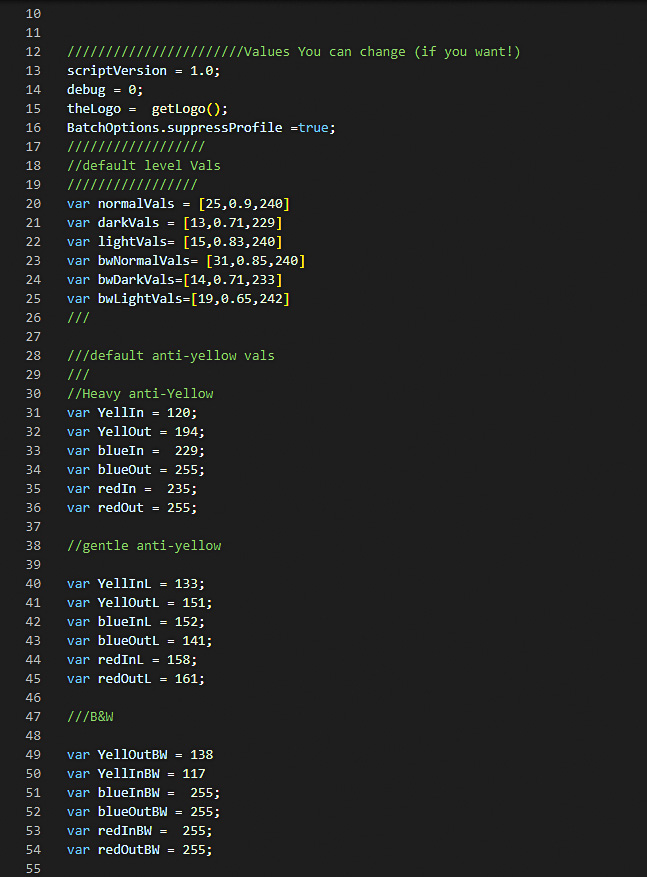 10
11
12 ///////////////////////Values You can change (if you want!)
13 scriptVersion = 1.0;
14 debug = 0;
15 theLogo =  getLogo();
16 BatchOptions.suppressProfile =true;
17 //////////////////
18 //default level Vals
19 /////////////////
20 var normalVals = [25,0.9,240]
21 var darkVals = [13,0.71,229]
22 var lightVals= [15,0.83,240]
23 var bwNormalVals= [31,0.85,240]
24 var bwDarkVals=[14,0.71,233]
25 var bwLightVals=[19,0.65,242]
26 ///
27
28 ///default anti-yellow vals
29 ///
30 //Heavy anti-Yellow
31 var YellIn = 120;
32 var YellOut = 194;
33 var blueIn =  229;
34 var blueOut = 255;
35 var redIn =  235;
36 var redOut = 255;
37
38 //gentle anti-yellow
39
40 var YellInL = 133;
41 var YellOutL = 151;
42 var blueInL = 152;
43 var blueOutL = 141;
44 var redInL = 158;
45 var redOutL = 161;
46
47 ///B&W
48
49 var YellOutBW = 138
50 var YellInBW = 117
51 var blueInBW =  255;
52 var blueOutBW = 255;
53 var redInBW =  255;
54 var redOutBW = 255;
55